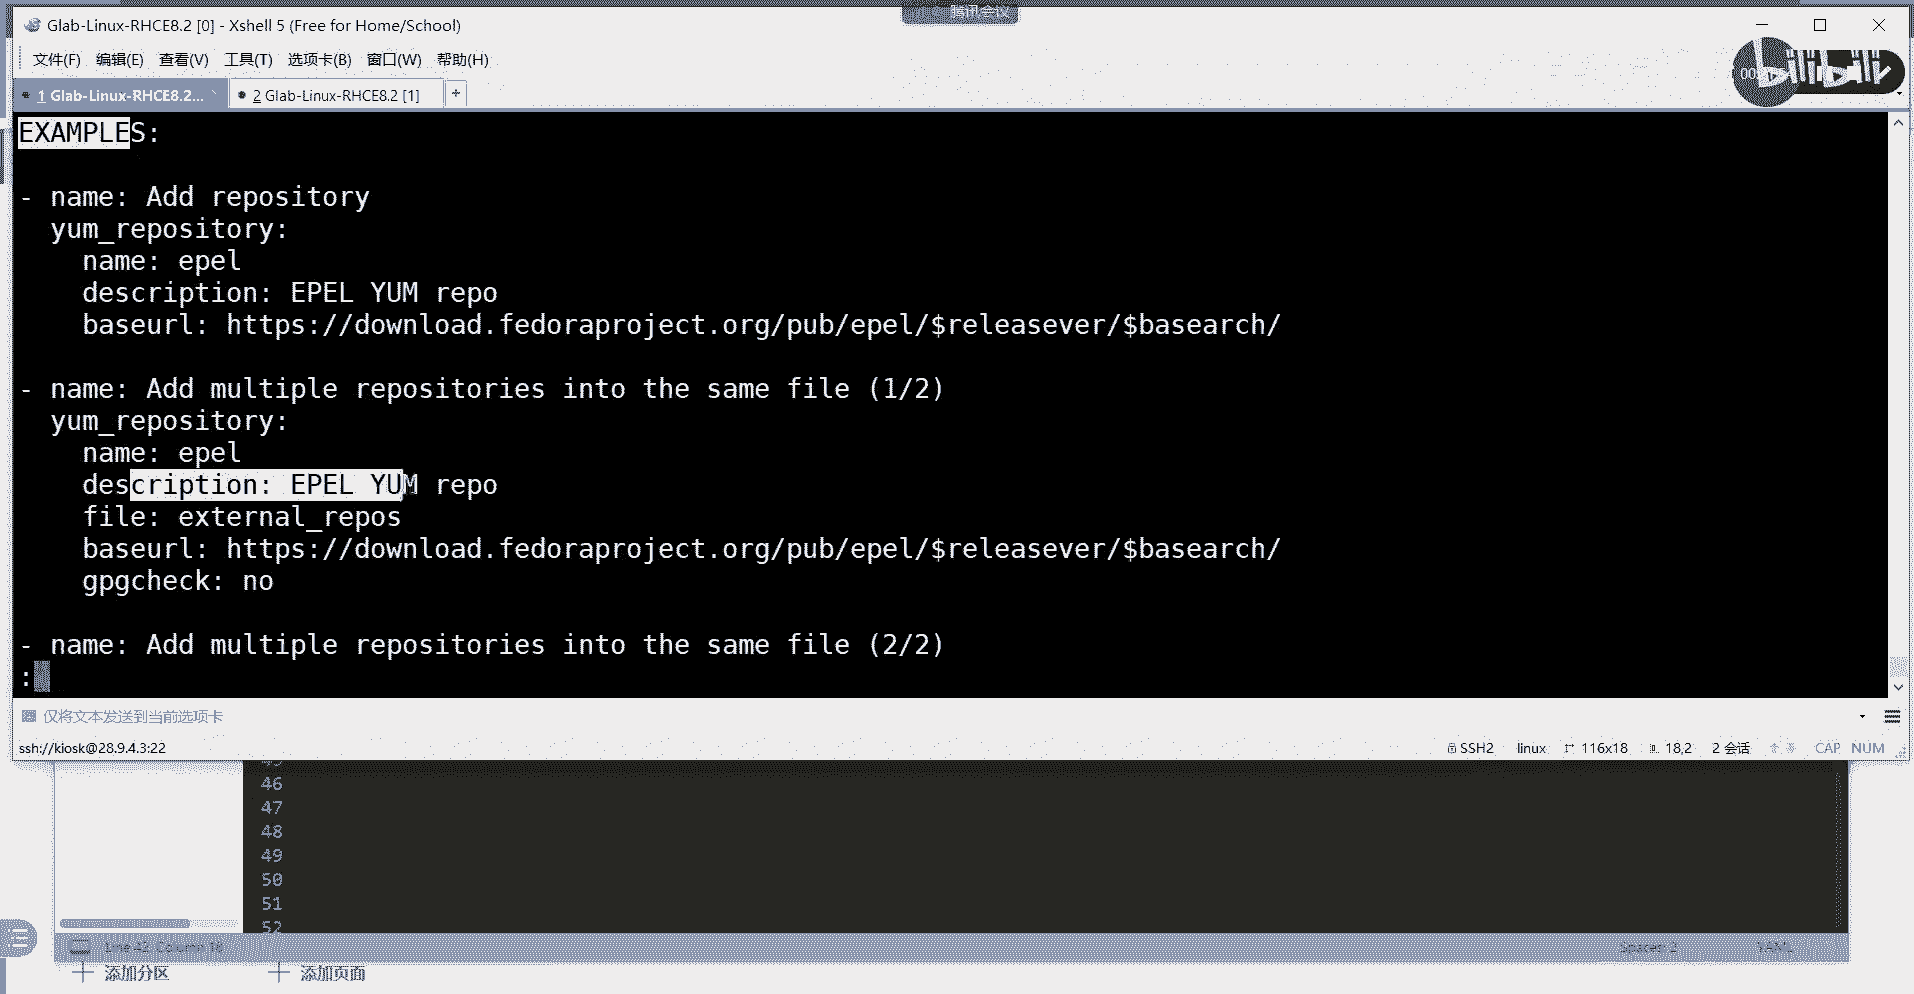 腾讯会议
Glab-Linux-RHCE8.2 [0] - Xshell 5 (Free for Home/School)
文件(F) 编辑(E) 查看(V) 工具(T) 选项卡(B) 窗口(W) 帮助(H)
bilibili
1 Glab-Linux-RHCE8.2... 2 Glab-Linux-RHCE8.2 [1] +
EXAMPLES:
- name: Add repository
  yum_repository:
    name: epel
    description: EPEL YUM repo
    baseurl: https://download.fedoraproject.org/pub/epel/$releasever/$basearch/
- name: Add multiple repositories into the same file (1/2)
  yum_repository:
    name: epel
    description: EPEL YUM repo
    file: external_repos
    baseurl: https://download.fedoraproject.org/pub/epel/$releasever/$basearch/
    gpgcheck: no
- name: Add multiple repositories into the same file (2/2)
:
仅将文本发送到当前选项卡
ssh://kiosk@28.9.4.3:22 SSH2 linux 116x18 18,2 2 会话 CAP NUM
45
46
47
48
49
50
51
52
Line 42, Column 16 Spaces: 2 YAML
添加分区 添加页面